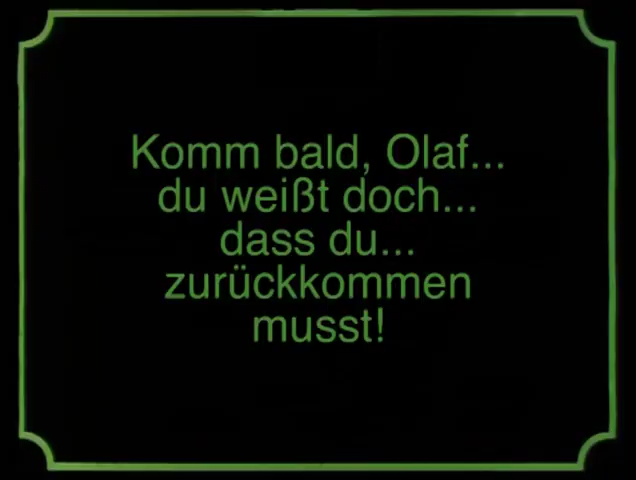 Komm bald, Olaf...
du weißt doch...
dass du...
zurückkommen
musst!